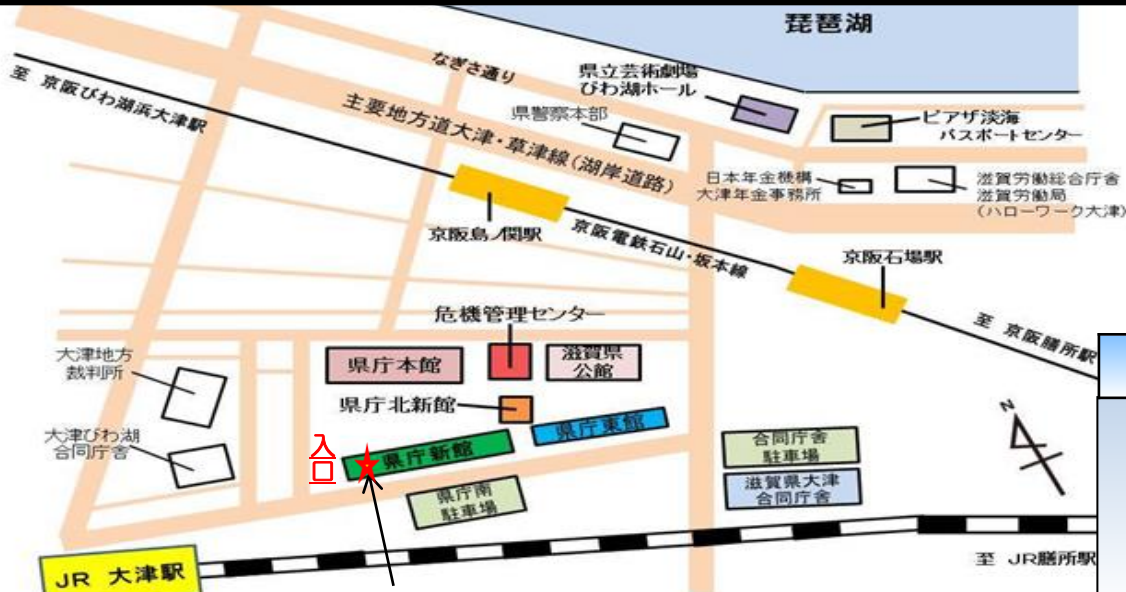 琵琶湖
なぎさ通り
県立芸術劇場
びわ湖ホール
至 京阪びわ湖浜大津駅
主要地方道大津・草津線(湖岸道路)
県警察本部
ピアザ淡海
パスポートセンター
日本年金機構
大津年金事務所
滋賀労働総合庁舎
滋賀労働局
(ハローワーク大津)
京阪島ノ関駅
京阪電鉄石山・坂本線
京阪石場駅
至 京阪膳所駅
危機管理センター
大津地方
裁判所
県庁本館
滋賀県
公館
県庁北新館
県庁東館
大津びわ湖
合同庁舎
入
口
県庁新館
合同庁舎
駐車場
県庁南
駐車場
滋賀県大津
合同庁舎
N
JR 大津駅
至 JR膳所駅